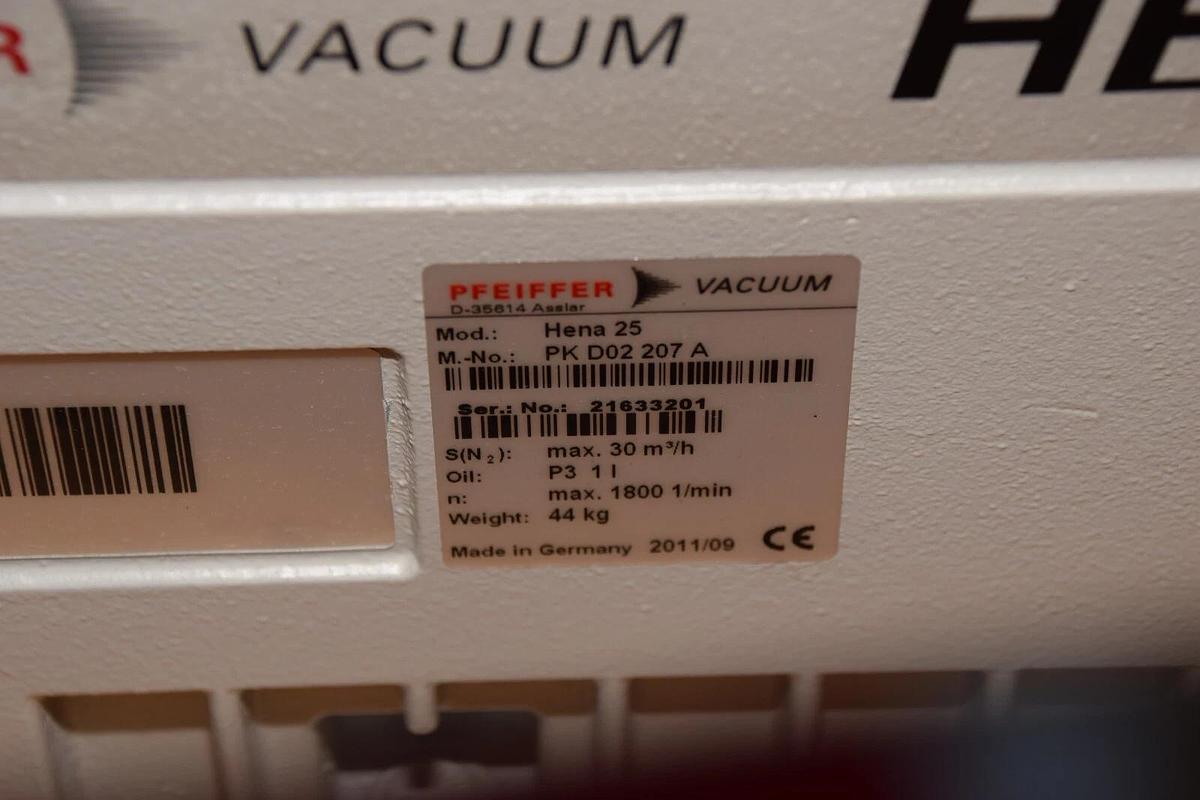 R VACUUM HE
PFEIFFER VACUUM
D-35614 Asslar
Mod.: Hena 25
M.-No.: PK D02 207 A
Ser.: No.: 21633201
S(N₂): max. 30 m³/h
Oil: P3 1 l
n: max. 1800 1/min
Weight: 44 kg
Made in Germany 2011/09 CE